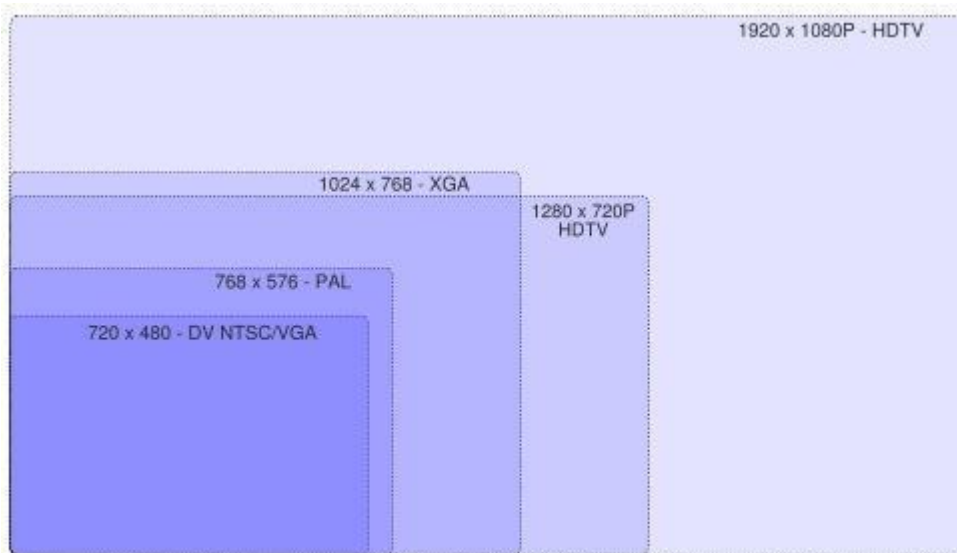 1920 x 1080P - HDTV
1024 x 768 - XGA
1280 x 720P
HDTV
768 x 576 - PAL
720 x 480 - DV NTSC/VGA